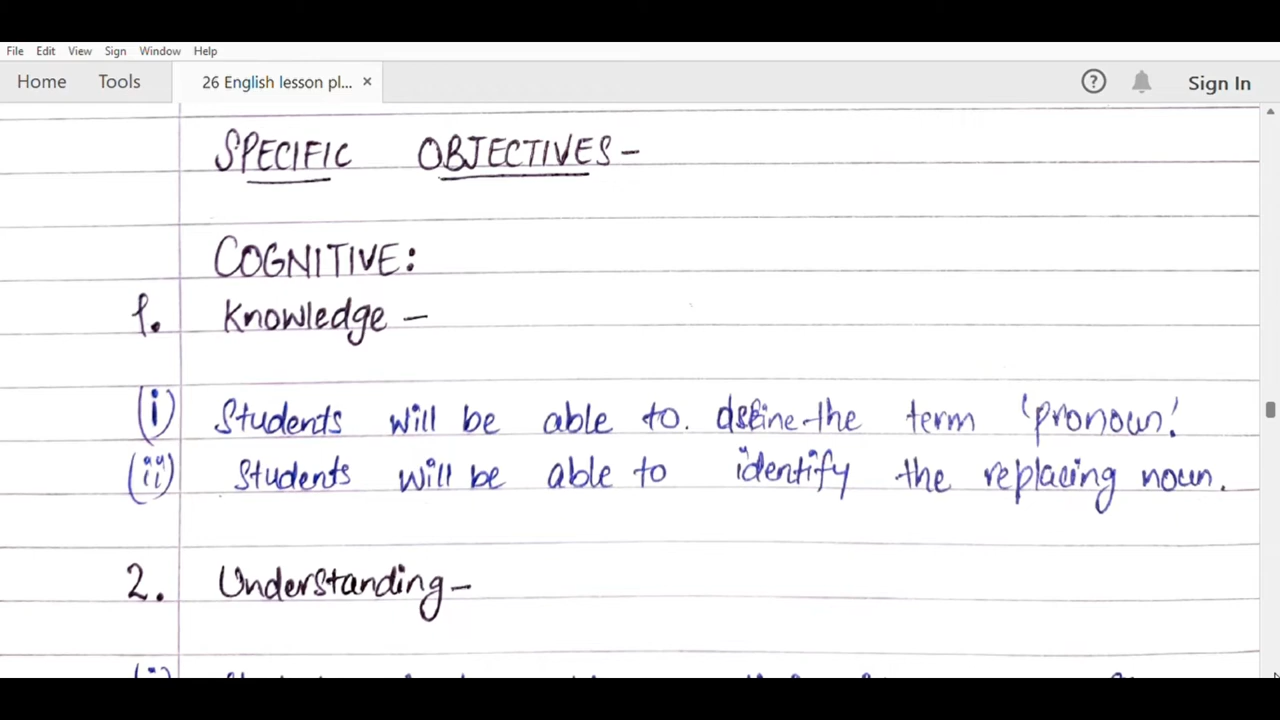 File Edit View Sign Window Help
Home Tools 26 English lesson pl... × ? Sign In
SPECIFIC OBJECTIVES -
COGNITIVE:
1. Knowledge -
(i) Students will be able to. define the term 'pronoun'.
(ii) Students will be able to identify the replacing noun.
2. Understanding -